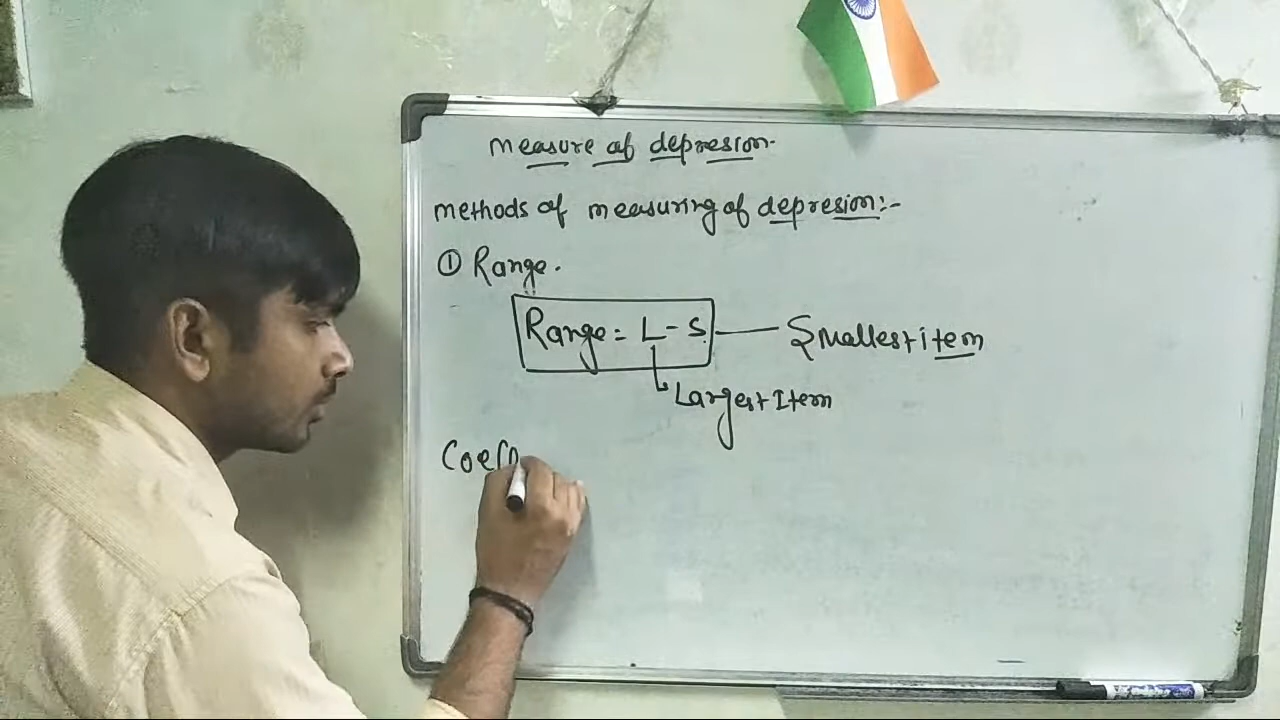 measure of depresion.
methods of measuring of depresion:-
① Range.
Range = L - S. Smallest item
Largest Item
Coeff